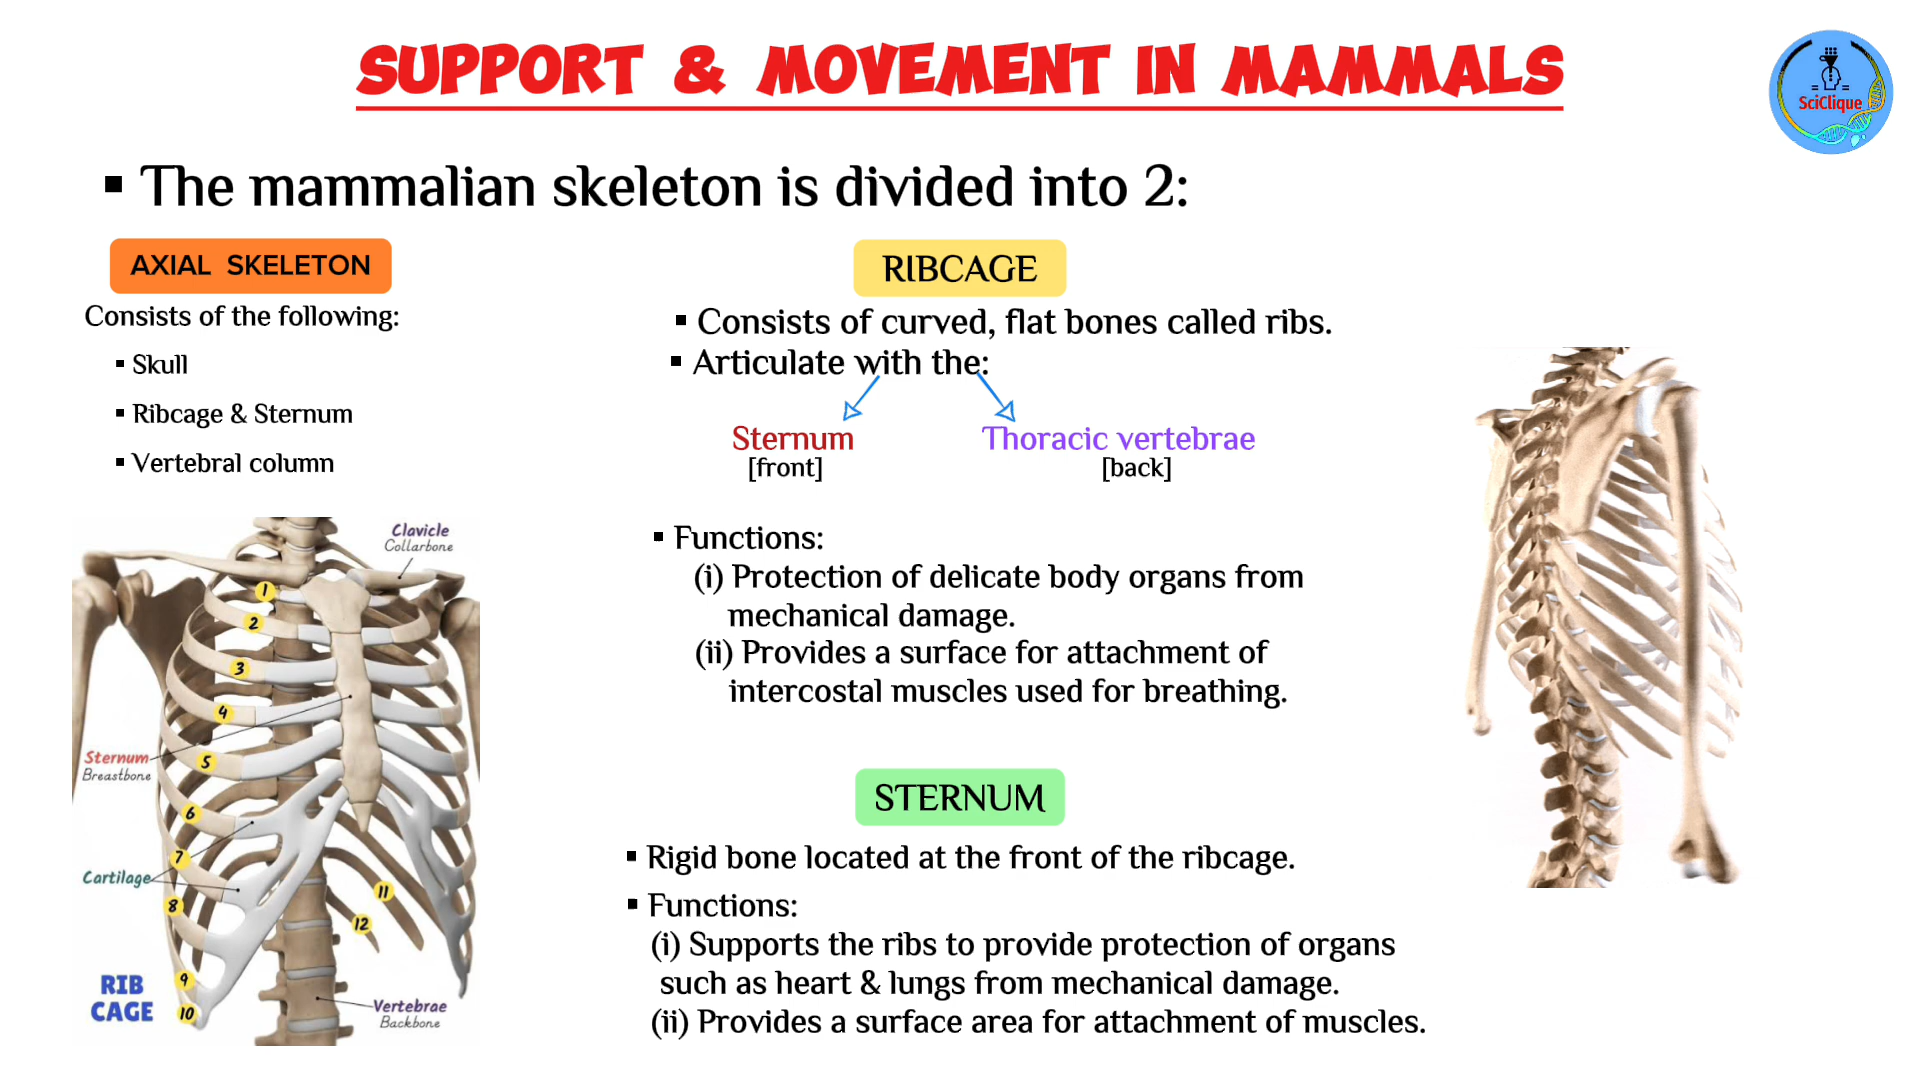 SUPPORT & MOVEMENT IN MAMMALS
SciClique
▪ The mammalian skeleton is divided into 2:
AXIAL SKELETON
Consists of the following:
▪ Skull
▪ Ribcage & Sternum
▪ Vertebral column
RIBCAGE
▪ Consists of curved, flat bones called ribs.
▪ Articulate with the:
Sternum
[front]
Thoracic vertebrae
[back]
▪ Functions:
(i) Protection of delicate body organs from
mechanical damage.
(ii) Provides a surface for attachment of
intercostal muscles used for breathing.
STERNUM
▪ Rigid bone located at the front of the ribcage.
▪ Functions:
(i) Supports the ribs to provide protection of organs
such as heart & lungs from mechanical damage.
(ii) Provides a surface area for attachment of muscles.
Clavicle
Collarbone
1
2
3
4
Sternum
Breastbone
5
6
7
Cartilage
8
11
12
9
10
RIB
CAGE
Vertebrae
Backbone